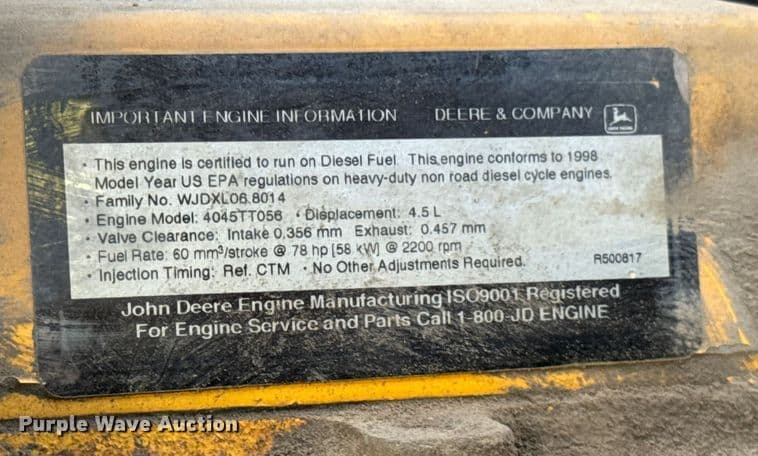 IMPORTANT ENGINE INFORMATION DEERE & COMPANY
• This engine is certified to run on Diesel Fuel. This engine conforms to 1998
Model Year US EPA regulations on heavy-duty non road diesel cycle engines.
• Family No. WJDXL06.8014
• Engine Model: 4045TT056 • Displacement: 4.5 L
• Valve Clearance: Intake 0.356 mm Exhaust: 0.457 mm
• Fuel Rate: 60 mm³/stroke @ 78 hp [58 kW] @ 2200 rpm
• Injection Timing: Ref. CTM • No Other Adjustments Required. R500817
John Deere Engine Manufacturing ISO9001 Registered
For Engine Service and Parts Call 1-800-JD ENGINE
Purple Wave Auction